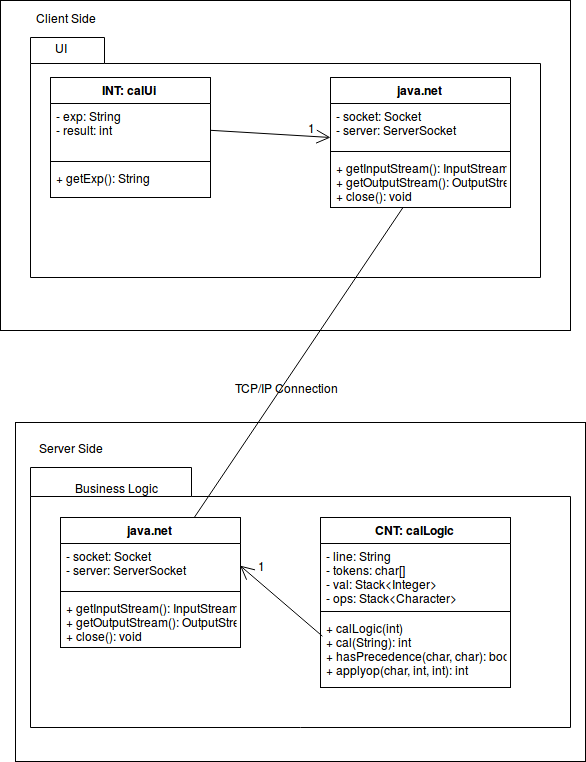 Client Side
UI
INT: calUi
- exp: String
- result: int
+ getExp(): String
1
java.net
- socket: Socket
- server: ServerSocket
+ getInputStream(): InputStream
+ getOutputStream(): OutputStre
+ close(): void
TCP/IP Connection
Server Side
Business Logic
java.net
- socket: Socket
- server: ServerSocket
+ getInputStream(): InputStream
+ getOutputStream(): OutputStre
+ close(): void
1
CNT: calLogic
- line: String
- tokens: char[]
- val: Stack<Integer>
- ops: Stack<Character>
+ calLogic(int)
+ cal(String): int
+ hasPrecedence(char, char): boo
+ applyop(char, int, int): int